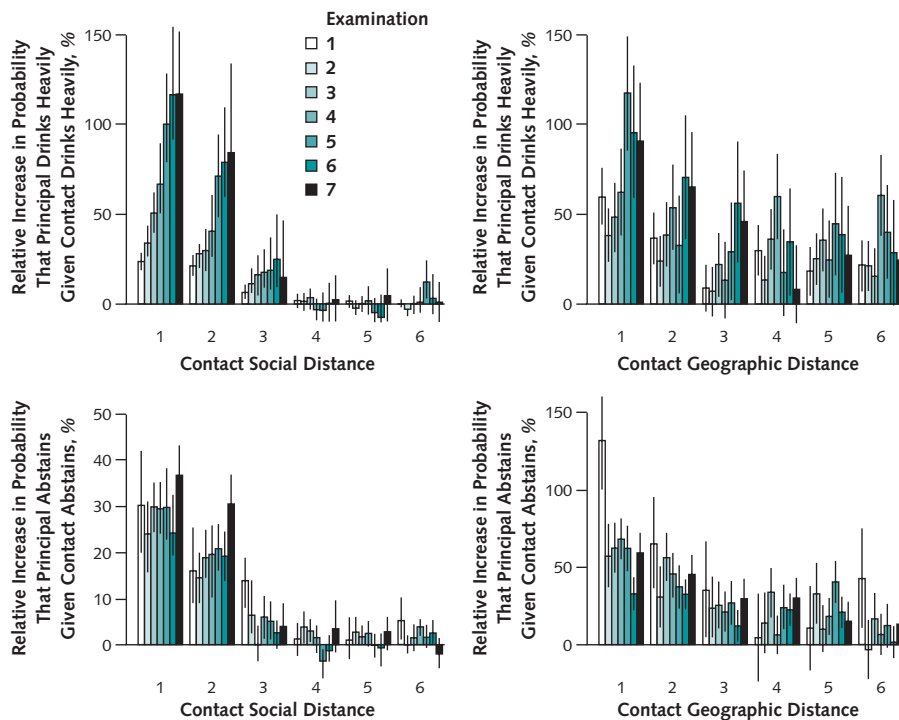 Examination
1
2
3
4
5
6
7
Relative Increase in Probability
That Principal Drinks Heavily
Given Contact Drinks Heavily, %
150
100
50
0
1 2 3 4 5 6
Contact Social Distance
Relative Increase in Probability
That Principal Drinks Heavily
Given Contact Drinks Heavily, %
150
100
50
0
1 2 3 4 5 6
Contact Geographic Distance
Relative Increase in Probability
That Principal Abstains
Given Contact Abstains, %
50
40
30
20
10
0
1 2 3 4 5 6
Contact Social Distance
Relative Increase in Probability
That Principal Abstains
Given Contact Abstains, %
150
100
50
0
1 2 3 4 5 6
Contact Geographic Distance